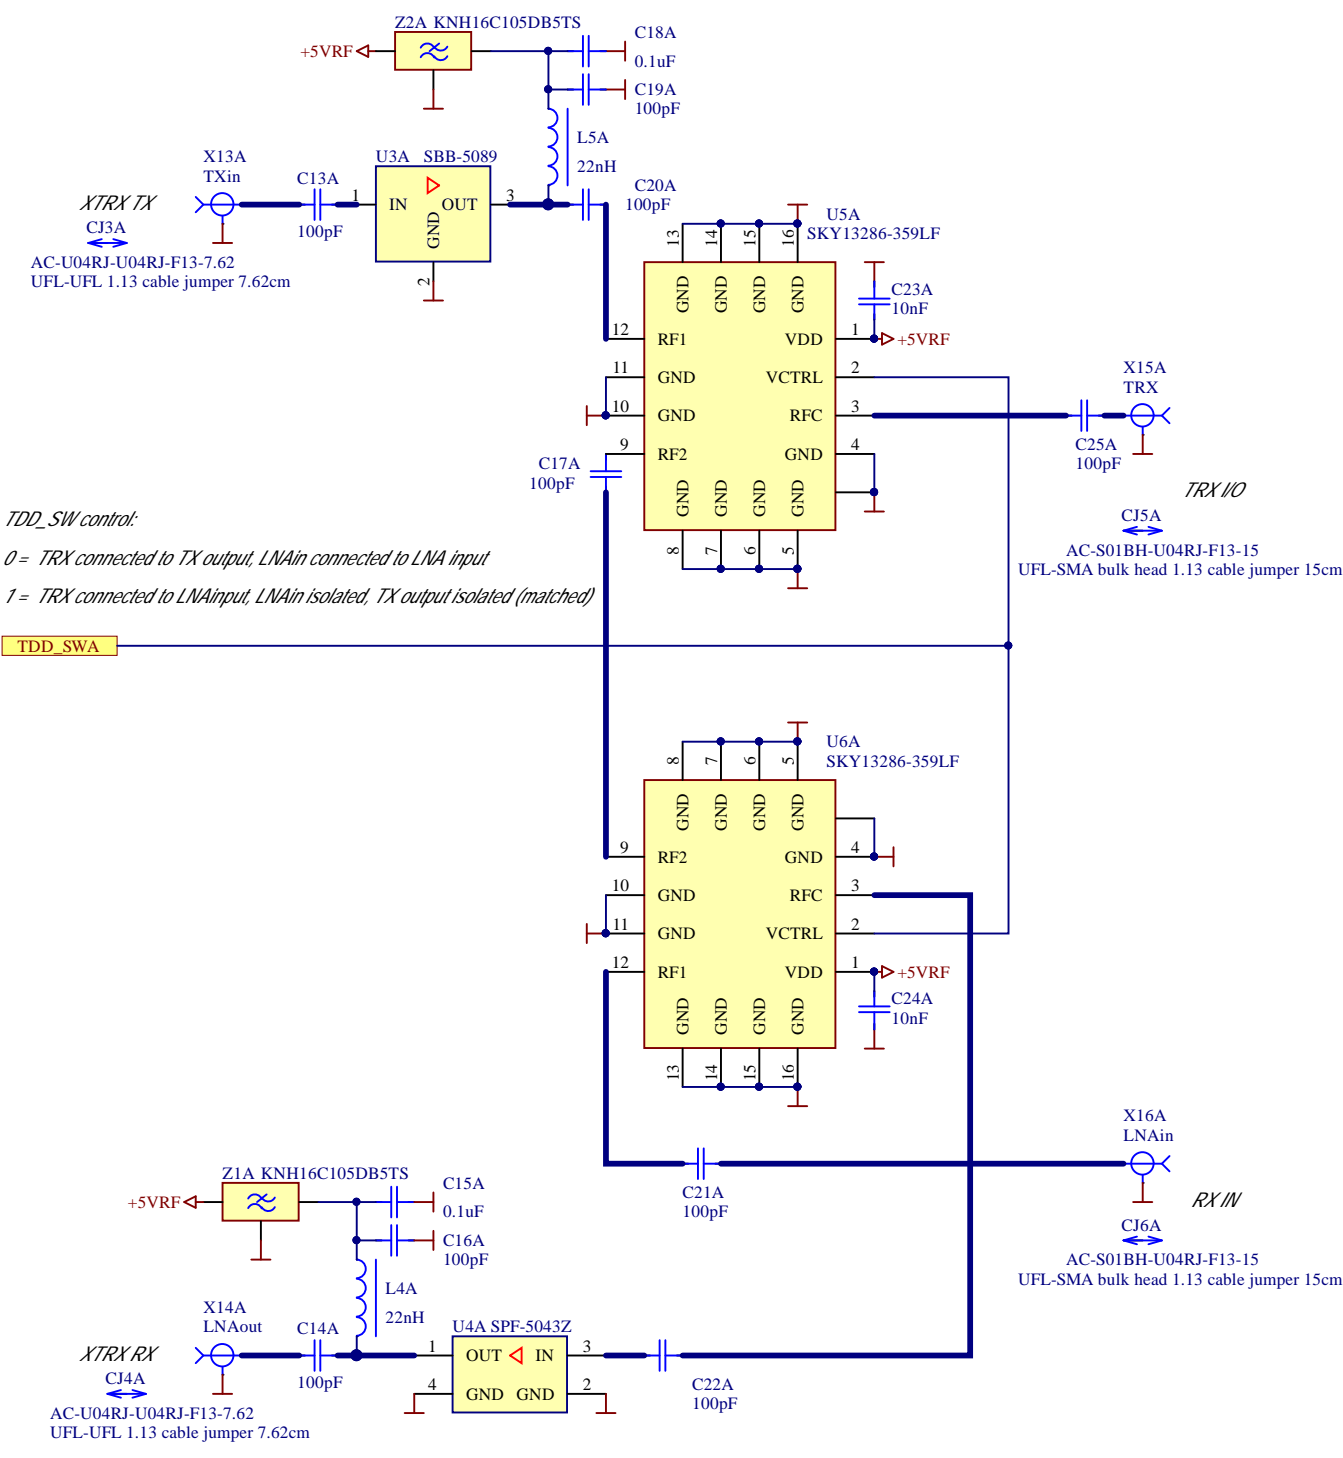 Z2A KNH16C105DB5TS
+5VRF
C18A
0.1uF
C19A
100pF
L5A
22nH
X13A
TXin
C13A
100pF
U3A SBB-5089
1
IN
OUT
3
GND
2
C20A
100pF
XTRX TX
CJ3A
AC-U04RJ-U04RJ-F13-7.62
UFL-UFL 1.13 cable jumper 7.62cm
U5A
SKY13286-359LF
13
14
15
16
GND
GND
GND
GND
C23A
10nF
12
RF1
VDD
1
+5VRF
11
GND
VCTRL
2
10
GND
RFC
3
9
RF2
GND
4
GND
GND
GND
GND
8
7
6
5
C17A
100pF
X15A
TRX
C25A
100pF
TRX I/O
CJ5A
AC-S01BH-U04RJ-F13-15
UFL-SMA bulk head 1.13 cable jumper 15cm
TDD_SW control:
0 = TRX connected to TX output, LNAin connected to LNA input
1 = TRX connected to LNAinput, LNAin isolated, TX output isolated (matched)
TDD_SWA
U6A
SKY13286-359LF
8
7
6
5
GND
GND
GND
GND
9
RF2
GND
4
10
GND
RFC
3
11
GND
VCTRL
2
12
RF1
VDD
1
+5VRF
C24A
10nF
GND
GND
GND
GND
13
14
15
16
X16A
LNAin
C21A
100pF
RX IN
CJ6A
AC-S01BH-U04RJ-F13-15
UFL-SMA bulk head 1.13 cable jumper 15cm
Z1A KNH16C105DB5TS
+5VRF
C15A
0.1uF
C16A
100pF
L4A
22nH
X14A
LNAout
C14A
100pF
U4A SPF-5043Z
1
OUT
IN
3
4
GND
GND
2
C22A
100pF
XTRX RX
CJ4A
AC-U04RJ-U04RJ-F13-7.62
UFL-UFL 1.13 cable jumper 7.62cm